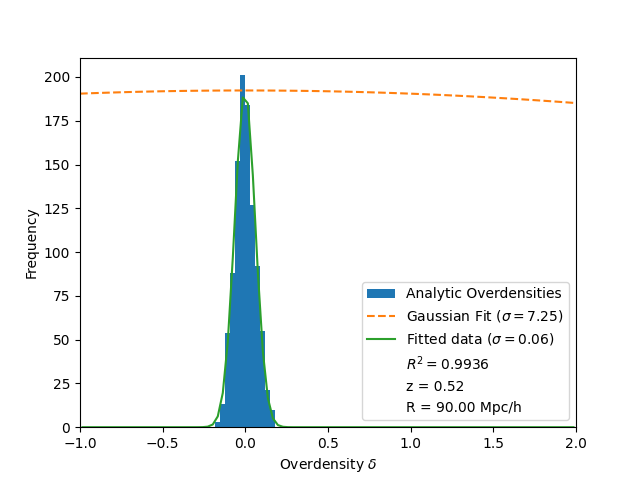 200
175
150
125
100
75
50
25
0
Frequency
−1.0 −0.5 0.0 0.5 1.0 1.5 2.0
Overdensity δ
Analytic Overdensities
Gaussian Fit (σ = 7.25)
Fitted data (σ = 0.06)
R² = 0.9936
z = 0.52
R = 90.00 Mpc/h